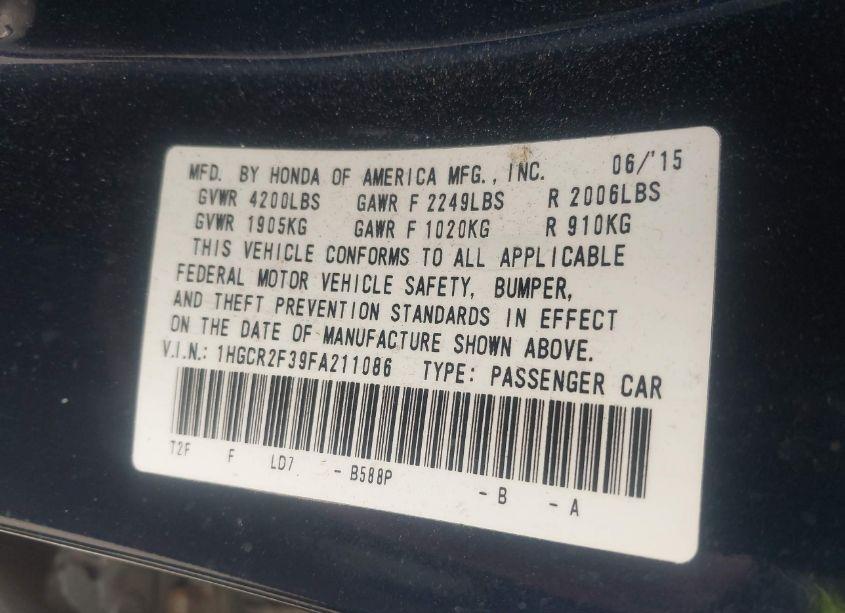 MFD. BY HONDA OF AMERICA MFG., INC. 06/'15
GVWR 4200LBS GAWR F 2249LBS R 2006LBS
GVWR 1905KG GAWR F 1020KG R 910KG
THIS VEHICLE CONFORMS TO ALL APPLICABLE
FEDERAL MOTOR VEHICLE SAFETY, BUMPER,
AND THEFT PREVENTION STANDARDS IN EFFECT
ON THE DATE OF MANUFACTURE SHOWN ABOVE.
V.I.N.: 1HGCR2F39FA211086 TYPE: PASSENGER CAR
T2F F LD7 - B588P - B - A